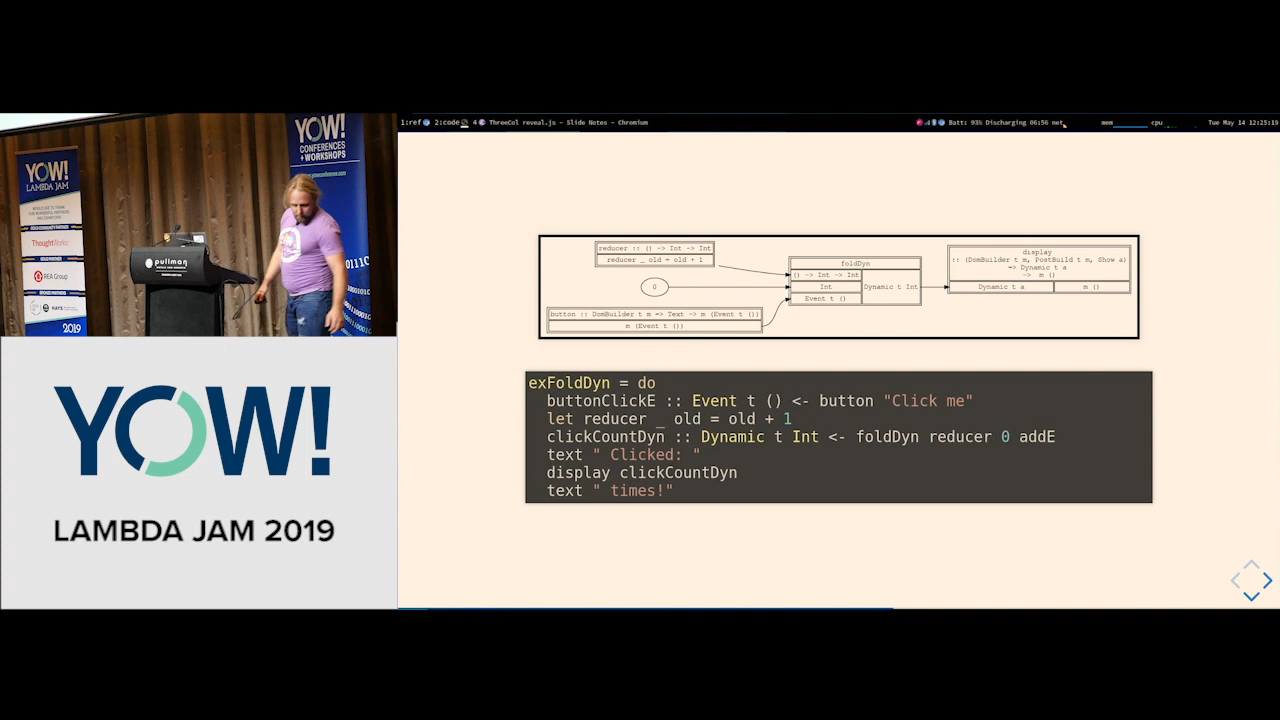 YOW!
CONFERENCES
+WORKSHOPS
YOW!
LAMBDA JAM
ThoughtWorks
REA Group
2019
pullman
YOW!
LAMBDA JAM 2019
1:ref 2:code 4 ThreeCol reveal.js - Slide Notes - Chromium
Batt: 93% Discharging 06:56 net mem cpu Tue May 14 12:25:19
reducer :: () -> Int -> Int
reducer _ old = old + 1
0
button :: DomBuilder t m => Text -> m (Event t ())
m (Event t ())
foldDyn
() -> Int -> Int
Int
Event t ()
Dynamic t Int
display
:: (DomBuilder t m, PostBuild t m, Show a)
=> Dynamic t a
-> m ()
Dynamic t a
m ()
exFoldDyn = do
buttonClickE :: Event t () <- button "Click me"
let reducer _ old = old + 1
clickCountDyn :: Dynamic t Int <- foldDyn reducer 0 addE
text " Clicked: "
display clickCountDyn
text " times!"